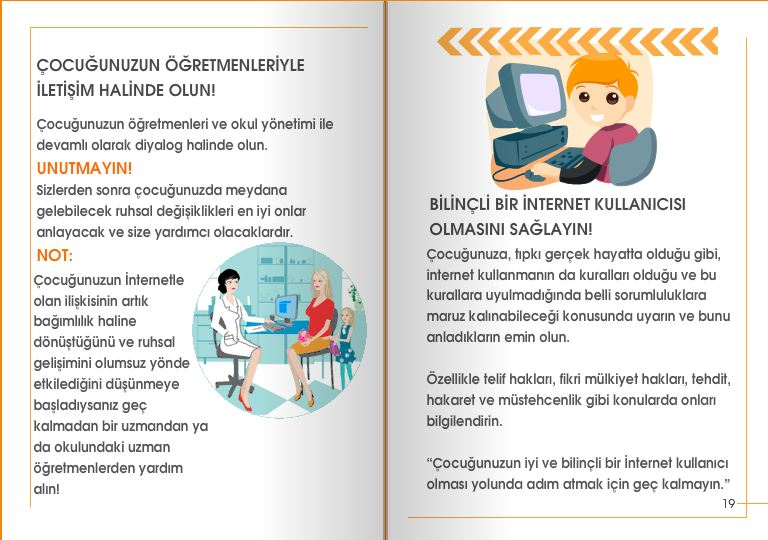 ÇOCUĞUNUZUN ÖĞRETMENLERİYLE
İLETİŞİM HALİNDE OLUN!
Çocuğunuzun öğretmenleri ve okul yönetimi ile
devamlı olarak diyalog halinde olun.
UNUTMAYIN!
Sizlerden sonra çocuğunuzda meydana
gelebilecek ruhsal değişiklikleri en iyi onlar
anlayacak ve size yardımcı olacaklardır.
NOT:
Çocuğunuzun İnternetle
olan ilişkisinin artık
bağımlılık haline
dönüştüğünü ve ruhsal
gelişimini olumsuz yönde
etkilediğini düşünmeye
başladıysanız geç
kalmadan bir uzmandan ya
da okulundaki uzman
öğretmenlerden yardım
alın!
BİLİNÇLİ BİR İNTERNET KULLANICISI
OLMASINI SAĞLAYIN!
Çocuğunuza, tıpkı gerçek hayatta olduğu gibi,
internet kullanmanın da kuralları olduğu ve bu
kurallara uyulmadığında belli sorumluluklara
maruz kalınabileceği konusunda uyarın ve bunu
anladıkların emin olun.
Özellikle telif hakları, fikri mülkiyet hakları, tehdit,
hakaret ve müstehcenlik gibi konularda onları
bilgilendirin.
“Çocuğunuzun iyi ve bilinçli bir İnternet kullanıcı
olması yolunda adım atmak için geç kalmayın.”
19